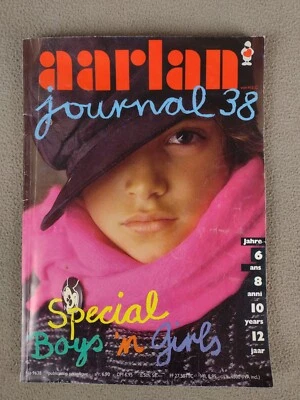 aarlan
journal 38
Jahre
6
ans
8
anni
10
years
12
jaar
Special
Boys 'n Girls